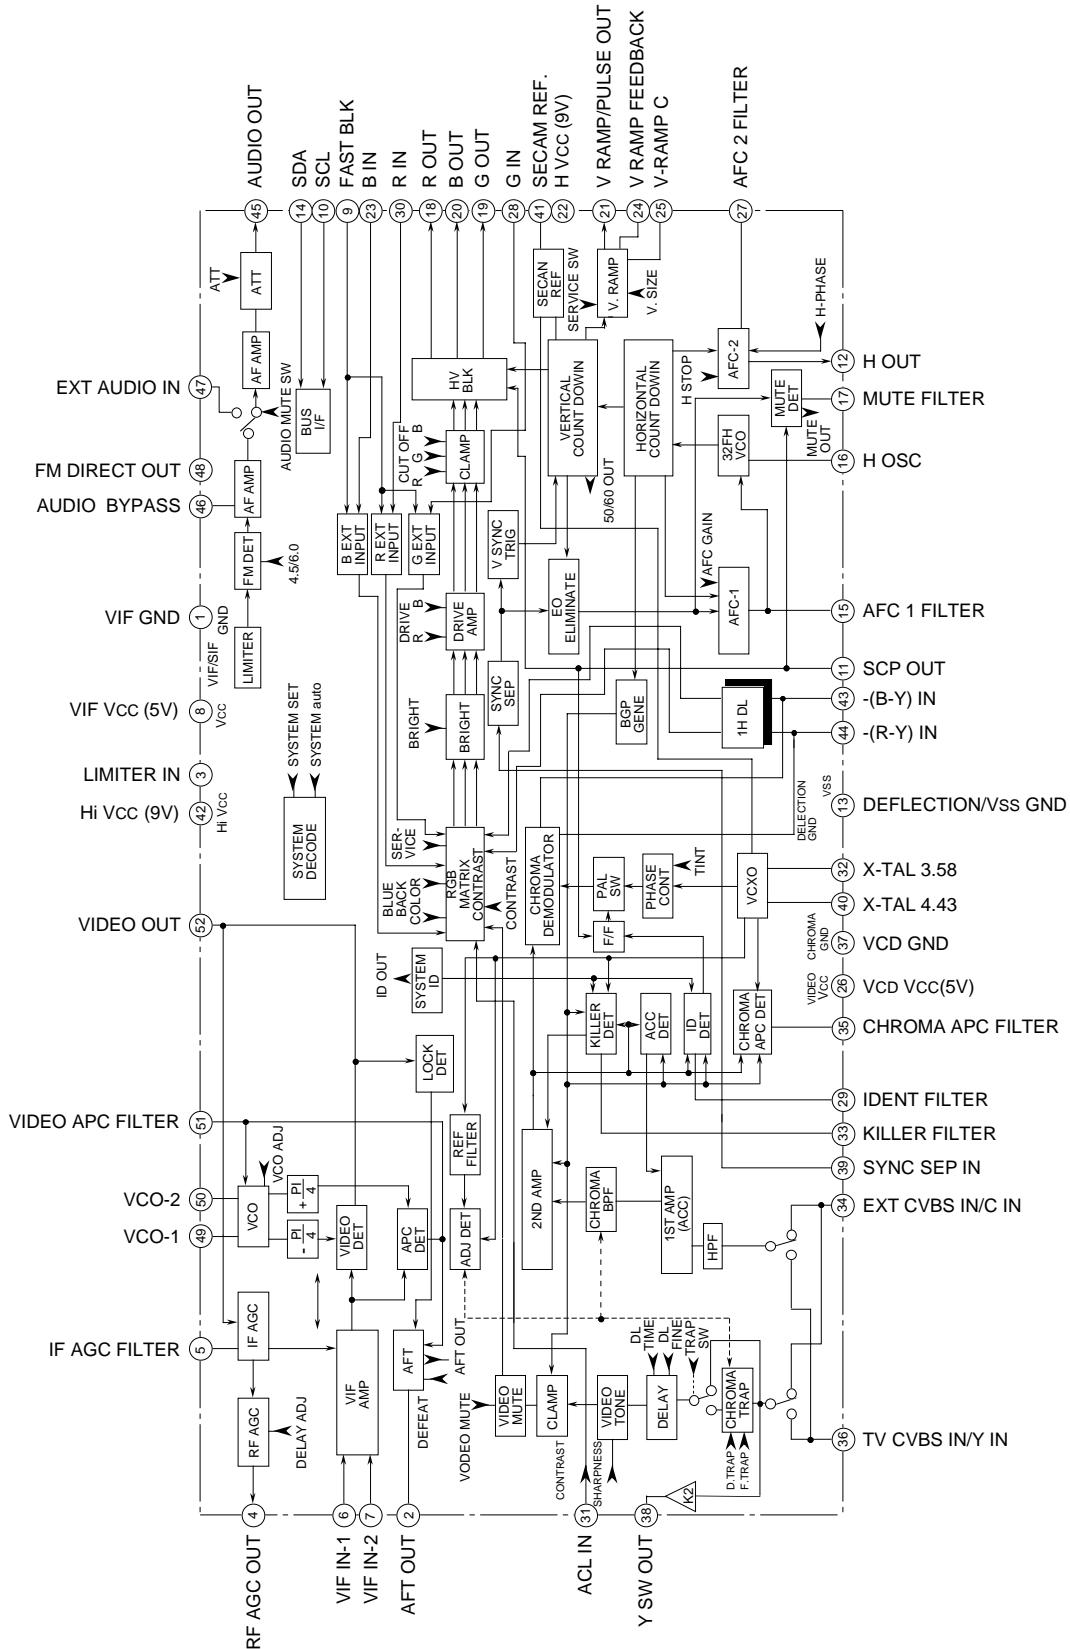 AUDIO OUT
45
SDA
14
SCL
10
FAST BLK
9
B IN
23
R IN
30
R OUT
18
B OUT
20
G OUT
19
G IN
28
SECAM REF.
41
H VCC (9V)
22
V RAMP/PULSE OUT
21
V RAMP FEEDBACK
24
V-RAMP C
25
AFC 2 FILTER
27
ATT
ATT
AF AMP
AUDIO MUTE SW
BUS
I/F
EXT AUDIO IN
47
FM DIRECT OUT
48
AUDIO BYPASS
46
AF AMP
FM DET
4.5/6.0
LIMITER
VIF GND
1
VIF/SIF
GND
VIF VCC (5V)
8
VCC
LIMITER IN
3
Hi VCC (9V)
42
Hi VCC
SYSTEM SET
SYSTEM auto
SYSTEM
DECODE
HV
BLK
CUT OFF
R G B
CLAMP
B EXT
INPUT
R EXT
INPUT
G EXT
INPUT
DRIVE
R B
DRIVE
AMP
BRIGHT
BRIGHT
SER-
VICE
BLUE
BACK
COLOR
RGB
MATRIX
CONTRAST
CONTRAST
SECAN
REF
SERVICE SW
V. RAMP
V. SIZE
VERTICAL
COUNT DOWIN
50/60 OUT
HORIZONTAL
COUNT DOWIN
H STOP
AFC-2
H-PHASE
12
H OUT
MUTE
DET
MUTE
OUT
17
MUTE FILTER
32FH
VCO
16
H OSC
V SYNC
TRIG
EO
ELIMINATE
AFC GAIN
AFC-1
15
AFC 1 FILTER
SYNC
SEP
11
SCP OUT
BGP
GENE
1H DL
43
-(B-Y) IN
44
-(R-Y) IN
DELECTION
GND
VSS
13
DEFLECTION/VSS GND
CHROMA
DEMODULATOR
PAL
SW
F/F
PHASE
CONT
TINT
VCXO
32
X-TAL 3.58
40
X-TAL 4.43
CHROMA
GND
37
VCD GND
VIDEO
VCC
26
VCD VCC(5V)
VIDEO OUT
52
ID OUT
SYSTEM
ID
KILLER
DET
ACC
DET
ID
DET
CHROMA
APC DET
35
CHROMA APC FILTER
LOCK
DET
29
IDENT FILTER
33
KILLER FILTER
39
SYNC SEP IN
34
EXT CVBS IN/C IN
VIDEO APC FILTER
51
VCO ADJ
VCO-2
50
VCO-1
49
VCO
+ PI
4
- PI
4
VIDEO
DET
APC
DET
REF
FILTER
ADJ DET
2ND AMP
CHROMA
BPF
1ST AMP
(ACC)
HPF
IF AGC FILTER
5
IF AGC
VIF
AMP
AFT
AFT OUT
DEFEAT
RF AGC
DELAY ADJ
VODEO MUTE
VIDEO
MUTE
CLAMP
CONTRAST
SHARPNESS
VIDEO
TONE
DELAY
DL
TIME
DL
FINE
TRAP
SW
CHROMA
TRAP
D.TRAP
F.TRAP
K2
36
TV CVBS IN/Y IN
4
RF AGC OUT
6
VIF IN-1
7
VIF IN-2
2
AFT OUT
31
ACL IN
38
Y SW OUT